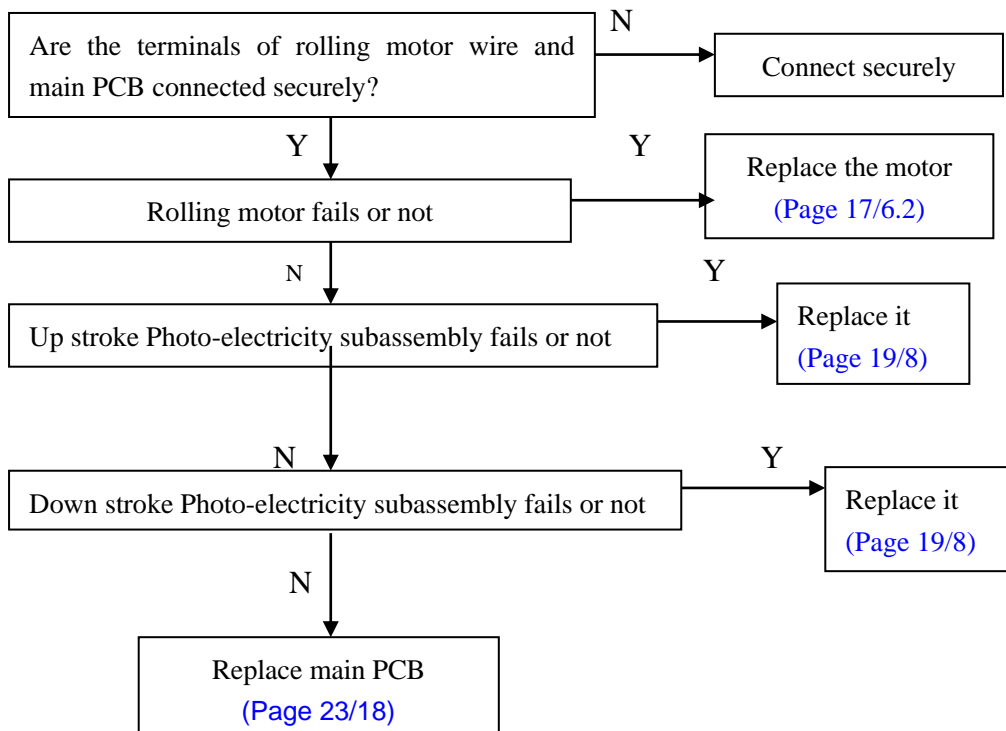 Are the terminals of rolling motor wire and
main PCB connected securely?
N
Connect securely
Y
Y
Replace the motor
(Page 17/6.2)
Rolling motor fails or not
N
Y
Replace it
(Page 19/8)
Up stroke Photo-electricity subassembly fails or not
N
Y
Down stroke Photo-electricity subassembly fails or not
Replace it
(Page 19/8)
N
Replace main PCB
(Page 23/18)